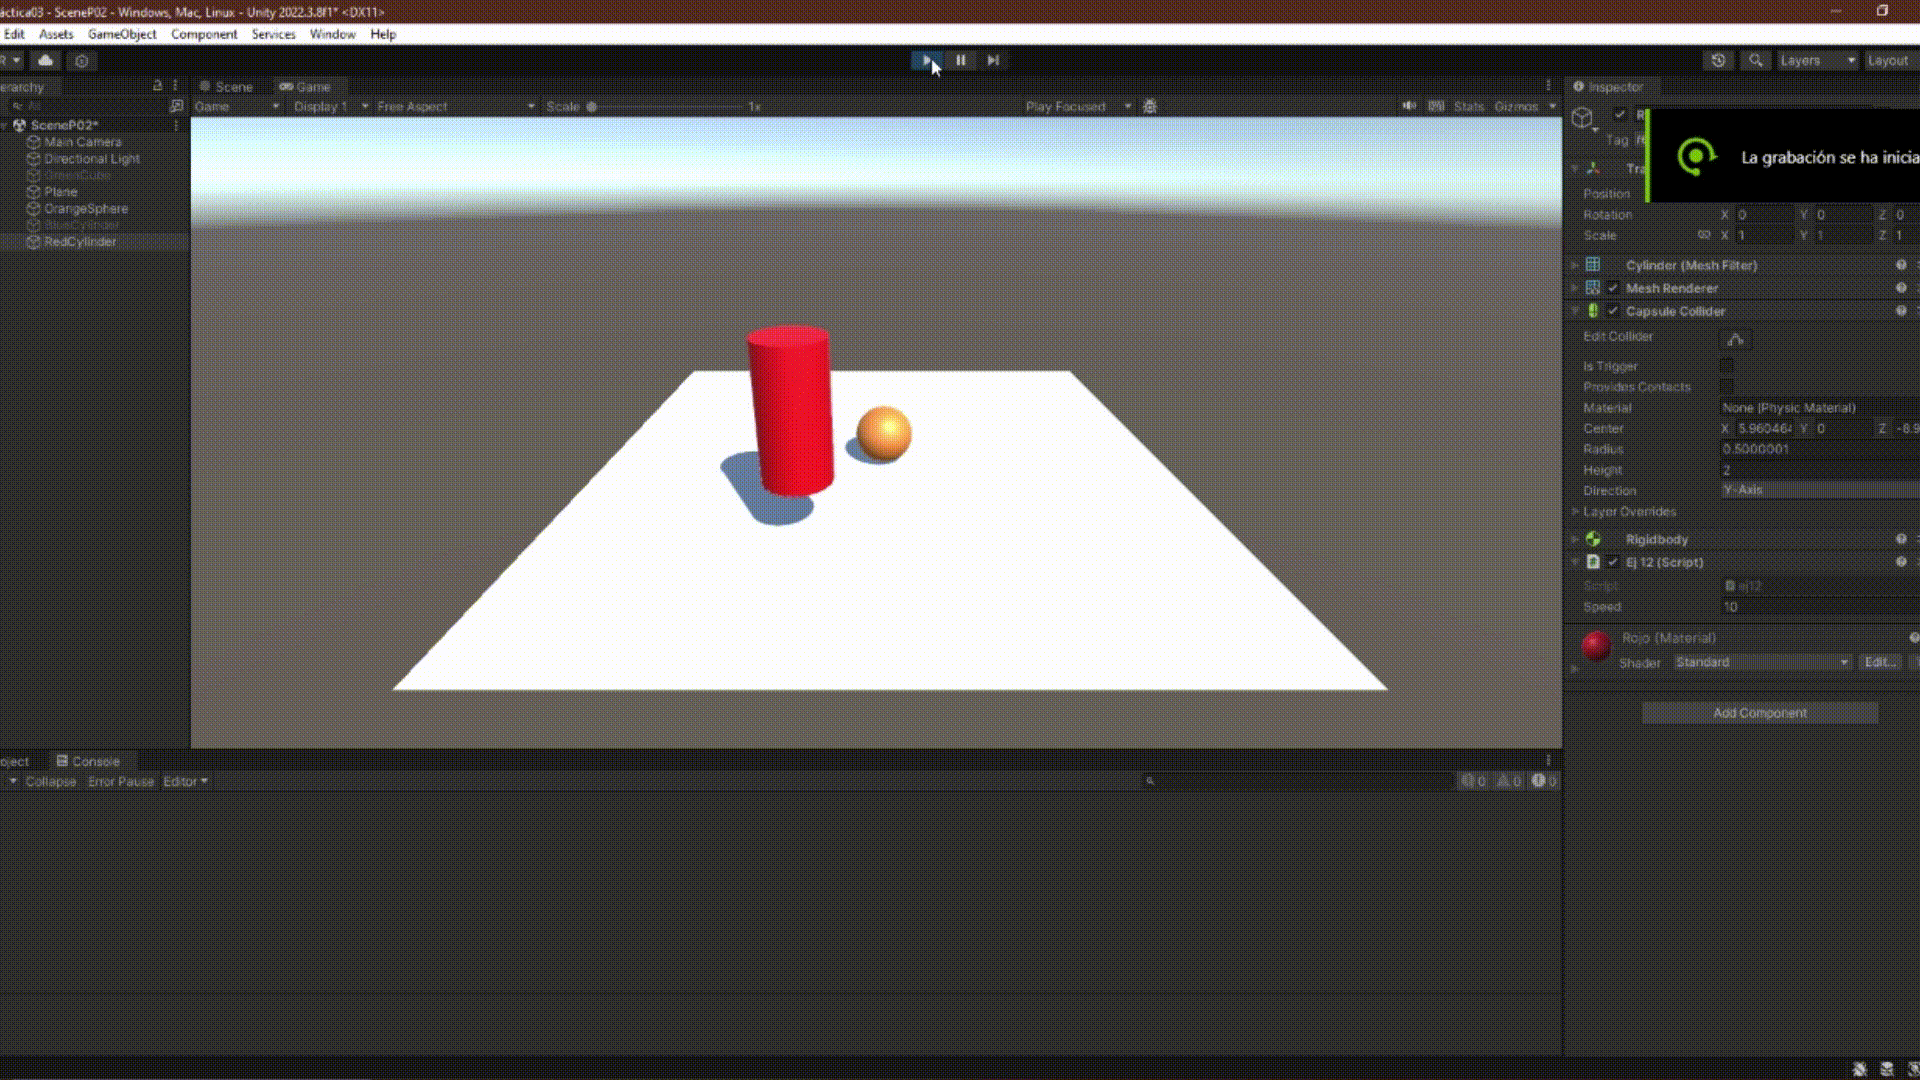 áctica03 - SceneP02 - Windows, Mac, Linux - Unity 2022.3.8f1* <DX11>
Edit Assets GameObject Component Services Window Help
R Layers Layout
erarchy Scene Game Inspector
All Game Display 1 Free Aspect Scale 1x Play Focused Stats Gizmos
SceneP02*
Main Camera
Directional Light
GreenCube
Plane
OrangeSphere
BlueCylinder
RedCylinder
R
Tag
La grabación se ha inicia
Tra
Position
Rotation X 0 Y 0 Z 0
Scale X 1 Y 1 Z 1
Cylinder (Mesh Filter)
Mesh Renderer
Capsule Collider
Edit Collider
Is Trigger
Provides Contacts
Material None (Physic Material)
Center X 5.96046 Y 0 Z -8.9
Radius 0.5000001
Height 2
Direction Y-Axis
Layer Overrides
Rigidbody
Ej 12 (Script)
Script ej12
Speed 10
Rojo (Material)
Shader Standard Edit...
Add Component
oject Console
Collapse Error Pause Editor 0 0 0